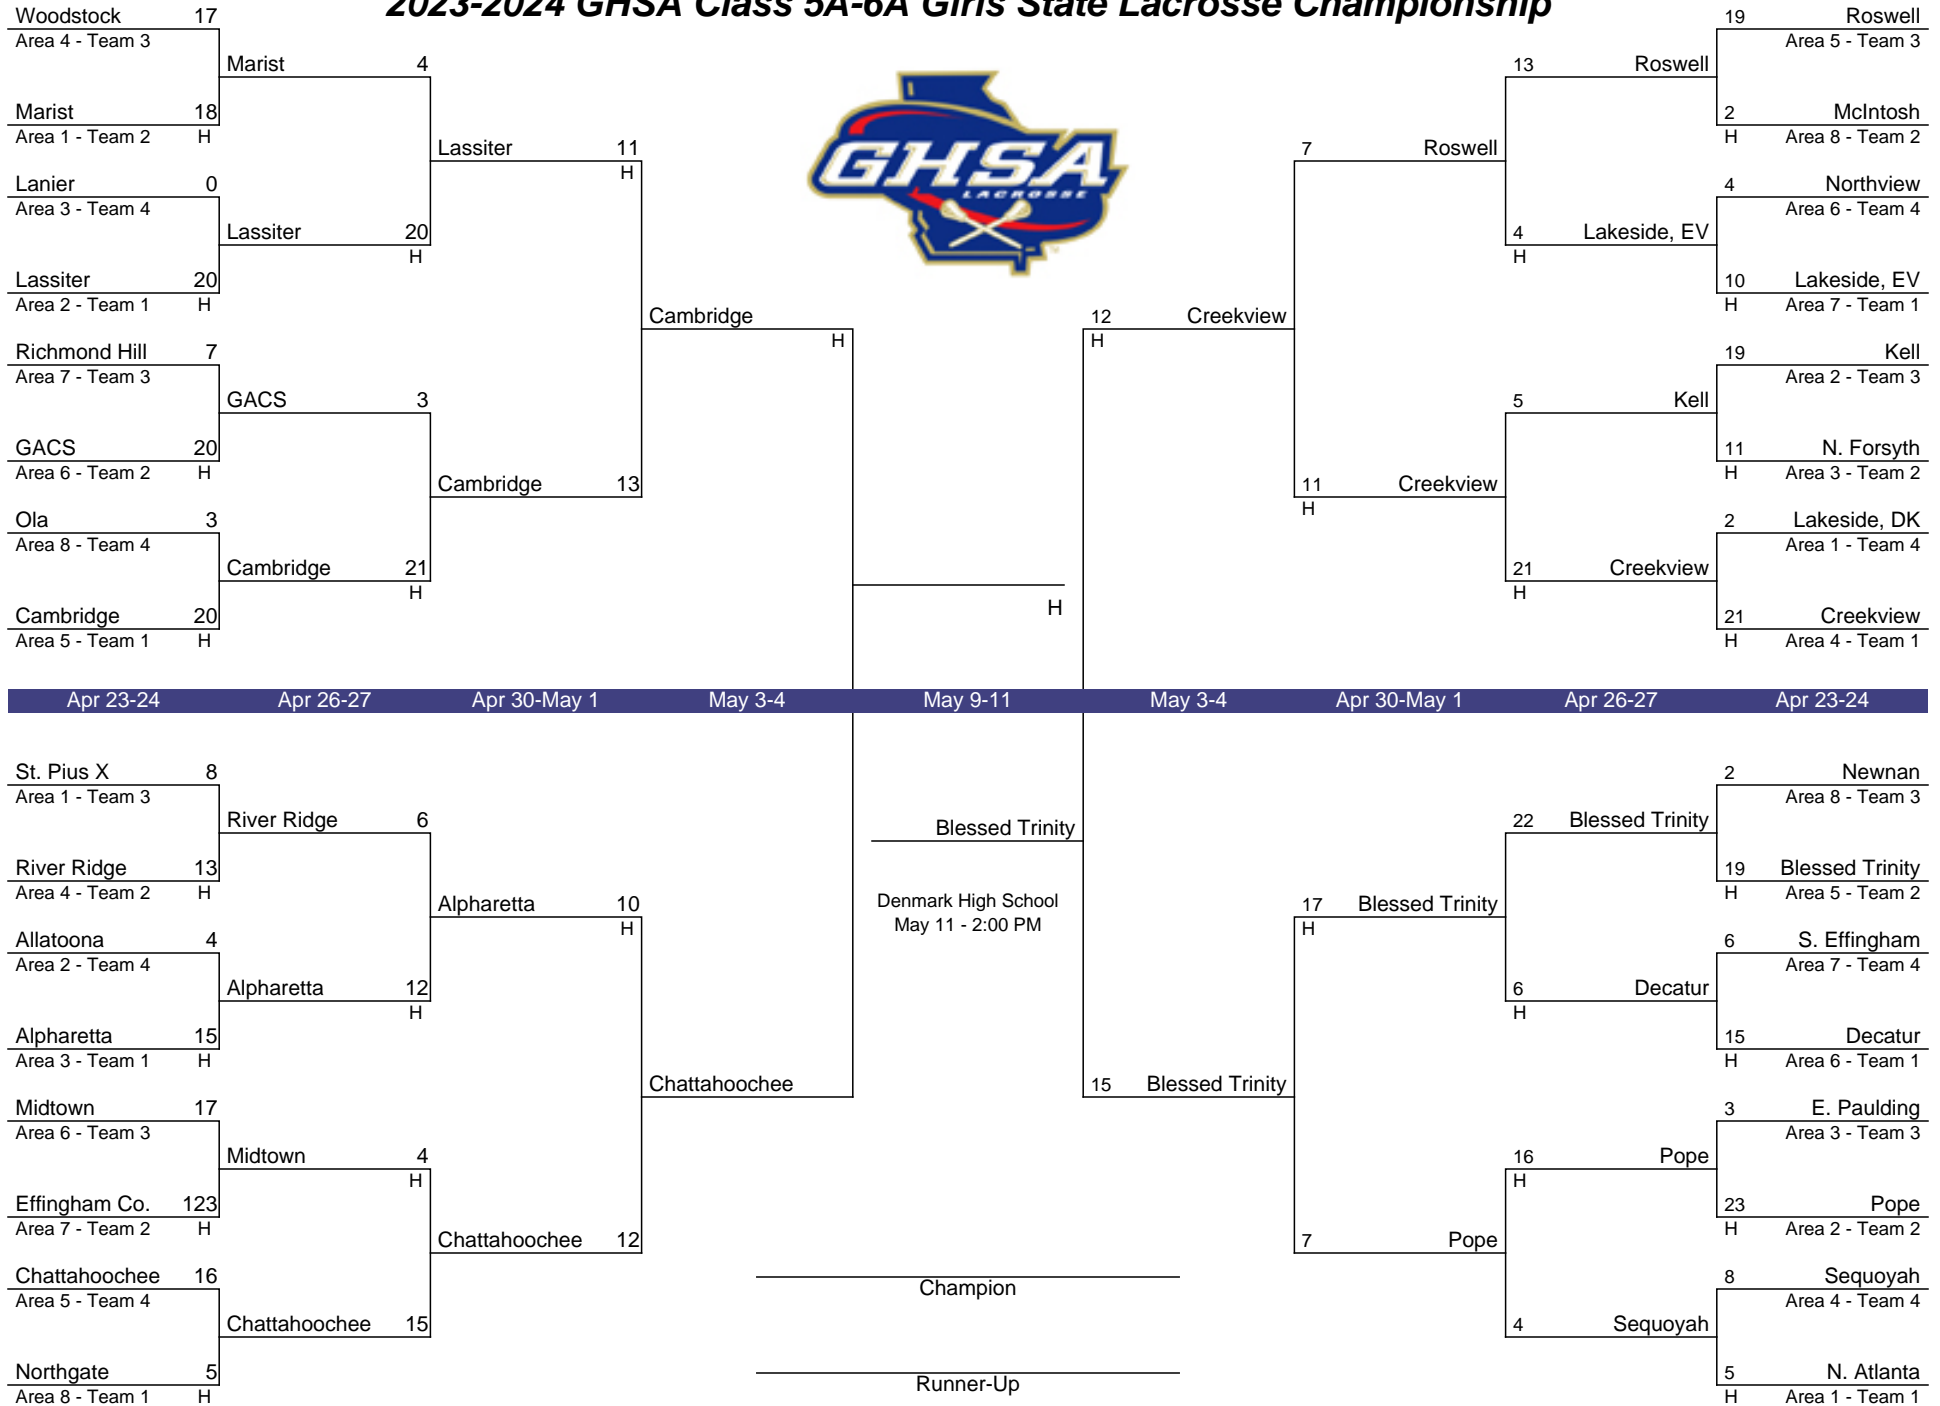 2023-2024 GHSA Class 5A-6A Girls State Lacrosse Championship
GHSA
LACROSSE
Woodstock 17
Area 4 - Team 3
Marist 4
Marist 18
Area 1 - Team 2 H
Lassiter 11
H
Lanier 0
Area 3 - Team 4
Lassiter 20
H
Lassiter 20
Area 2 - Team 1 H
Cambridge
H
Richmond Hill 7
Area 7 - Team 3
GACS 3
GACS 20
Area 6 - Team 2 H
Cambridge 13
Ola 3
Area 8 - Team 4
Cambridge 21
H
Cambridge 20
Area 5 - Team 1 H
H
19 Roswell
Area 5 - Team 3
13 Roswell
2 McIntosh
H Area 8 - Team 2
7 Roswell
4 Northview
Area 6 - Team 4
4 Lakeside, EV
H
10 Lakeside, EV
H Area 7 - Team 1
12 Creekview
H
19 Kell
Area 2 - Team 3
5 Kell
11 N. Forsyth
H Area 3 - Team 2
11 Creekview
H
2 Lakeside, DK
Area 1 - Team 4
21 Creekview
H
21 Creekview
H Area 4 - Team 1
Apr 23-24 Apr 26-27 Apr 30-May 1 May 3-4 May 9-11 May 3-4 Apr 30-May 1 Apr 26-27 Apr 23-24
St. Pius X 8
Area 1 - Team 3
River Ridge 6
River Ridge 13
Area 4 - Team 2 H
Alpharetta 10
H
Allatoona 4
Area 2 - Team 4
Alpharetta 12
H
Alpharetta 15
Area 3 - Team 1 H
Chattahoochee
Midtown 17
Area 6 - Team 3
Midtown 4
H
Effingham Co. 123
Area 7 - Team 2 H
Chattahoochee 12
Chattahoochee 16
Area 5 - Team 4
Chattahoochee 15
Northgate 5
Area 8 - Team 1 H
Blessed Trinity
Denmark High School
May 11 - 2:00 PM
Champion
Runner-Up
2 Newnan
Area 8 - Team 3
22 Blessed Trinity
19 Blessed Trinity
H Area 5 - Team 2
17 Blessed Trinity
H
6 S. Effingham
Area 7 - Team 4
6 Decatur
H
15 Decatur
H Area 6 - Team 1
15 Blessed Trinity
3 E. Paulding
Area 3 - Team 3
16 Pope
H
23 Pope
H Area 2 - Team 2
7 Pope
8 Sequoyah
Area 4 - Team 4
4 Sequoyah
5 N. Atlanta
H Area 1 - Team 1